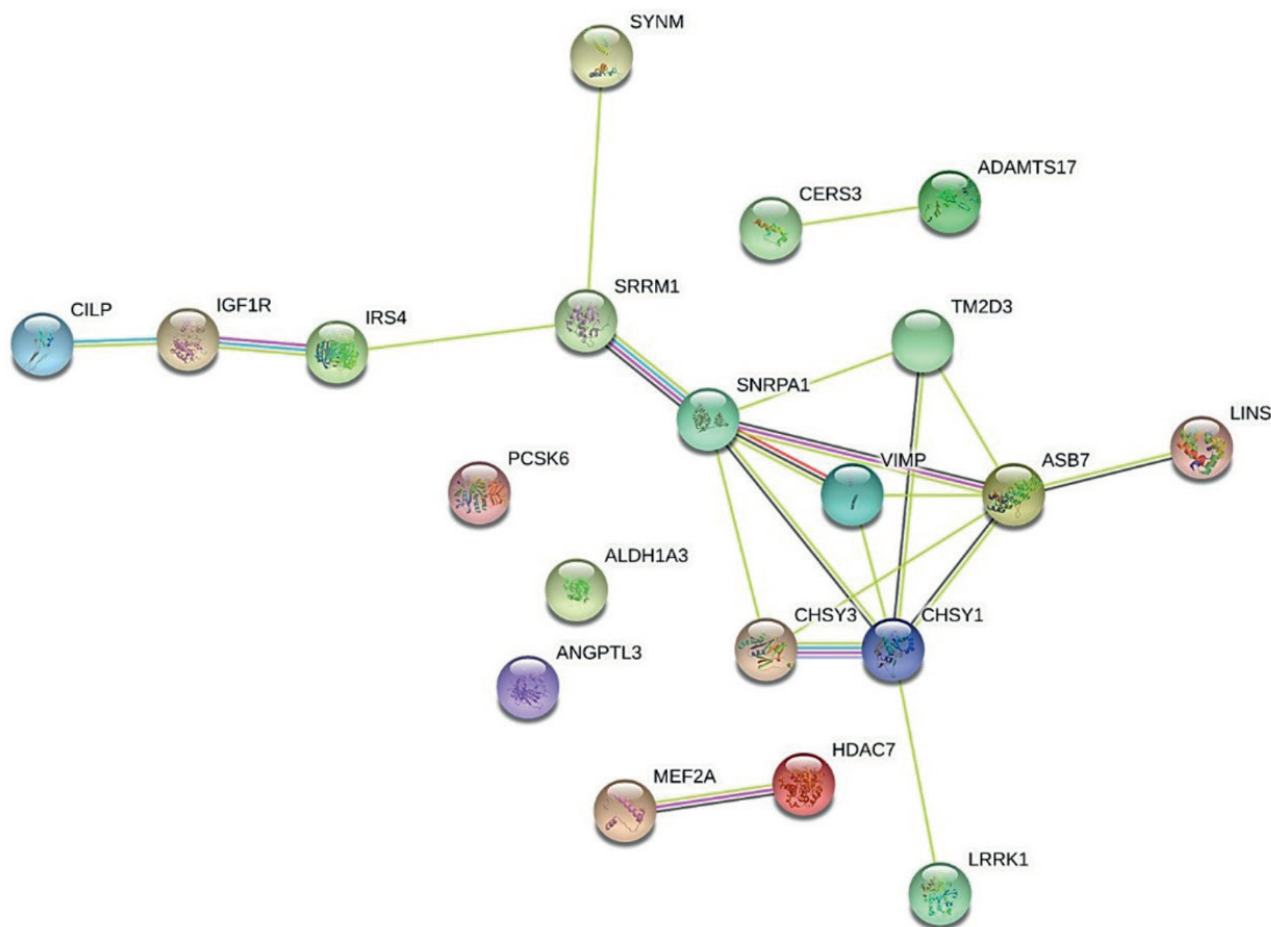 SYNM
ADAMTS17
CERS3
SRRM1
CILP
IGF1R
IRS4
TM2D3
SNRPA1
LINS
VIMP
ASB7
PCSK6
ALDH1A3
CHSY3
CHSY1
ANGPTL3
HDAC7
MEF2A
LRRK1